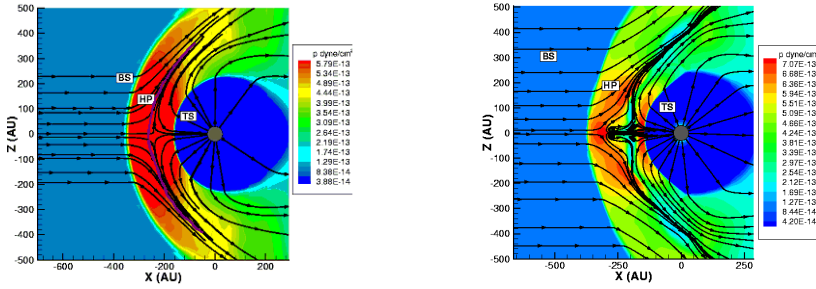 500
400
300
200
100
0
-100
-200
-300
-400
-500
Z (AU)
-600
-400
-200
0
200
X (AU)
BS
HP
TS
p dyne/cm²
5.79E-13
5.34E-13
4.89E-13
4.44E-13
3.99E-13
3.54E-13
3.09E-13
2.64E-13
2.19E-13
1.74E-13
1.29E-13
8.38E-14
3.88E-14
500
400
300
200
100
0
-100
-200
-300
-400
-500
Z (AU)
-500
-250
0
250
X (AU)
BS
HP
TS
p dyne/cm²
7.07E-13
6.68E-13
6.36E-13
5.94E-13
5.51E-13
5.09E-13
4.66E-13
4.24E-13
3.81E-13
3.39E-13
2.97E-13
2.54E-13
2.12E-13
1.69E-13
1.27E-13
8.44E-14
4.20E-14